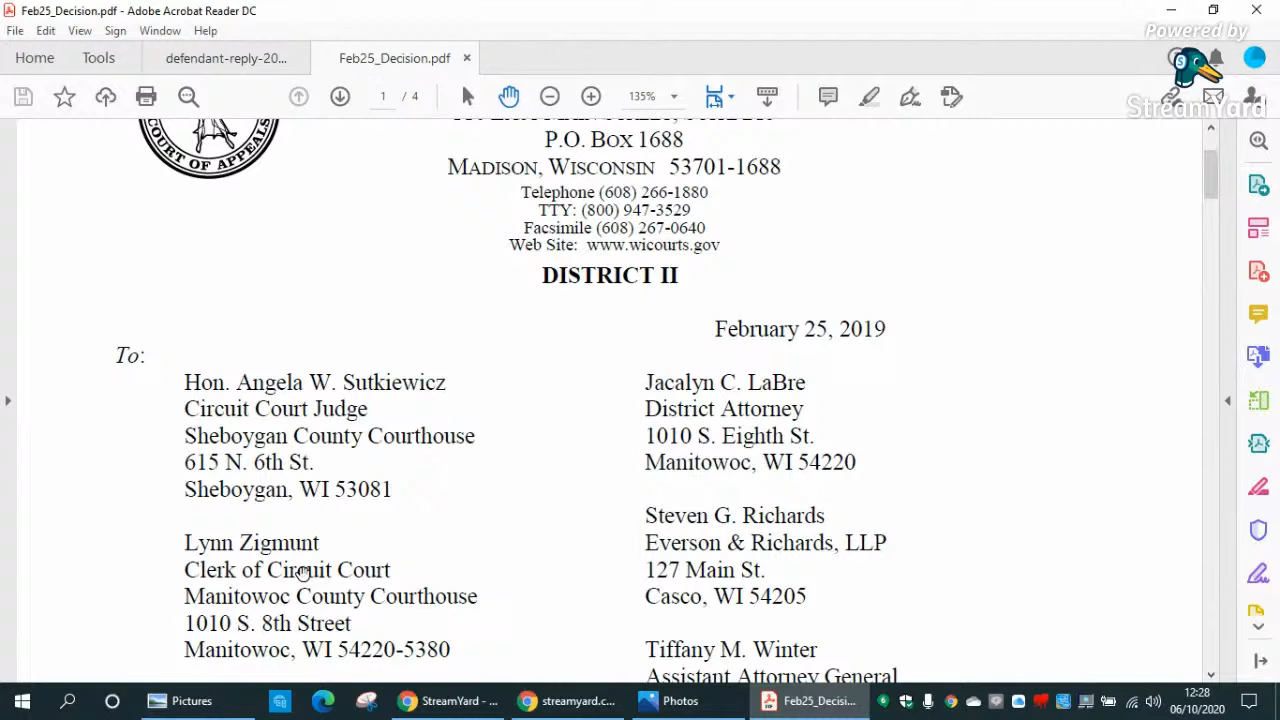 Feb25_Decision.pdf - Adobe Acrobat Reader DC
File Edit View Sign Window Help
Powered by
StreamYard
Home Tools defendant-reply-20... Feb25_Decision.pdf ×
1 / 4 135%
COURT OF APPEALS
P.O. BOX 1688
MADISON, WISCONSIN 53701-1688
Telephone (608) 266-1880
TTY: (800) 947-3529
Facsimile (608) 267-0640
Web Site: www.wicourts.gov
DISTRICT II
February 25, 2019
To:
Hon. Angela W. Sutkiewicz
Circuit Court Judge
Sheboygan County Courthouse
615 N. 6th St.
Sheboygan, WI 53081
Lynn Zigmunt
Clerk of Circuit Court
Manitowoc County Courthouse
1010 S. 8th Street
Manitowoc, WI 54220-5380
Jacalyn C. LaBre
District Attorney
1010 S. Eighth St.
Manitowoc, WI 54220
Steven G. Richards
Everson & Richards, LLP
127 Main St.
Casco, WI 54205
Tiffany M. Winter
Assistant Attorney General
Pictures StreamYard - ... streamyard.c... Photos Feb25_Decisi...
12:28
06/10/2020